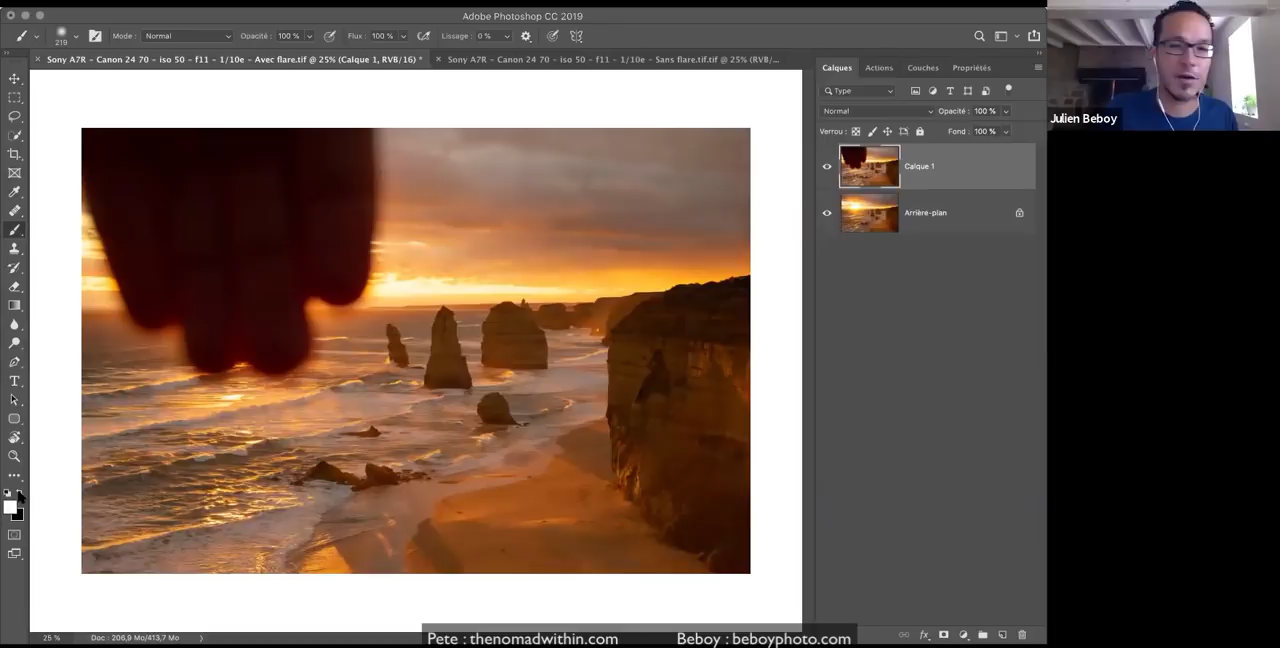 Adobe Photoshop CC 2019
219
Mode : Normal
Opacité : 100 %
Flux : 100 %
Lissage : 0 %
Sony A7R - Canon 24 70 - iso 50 - f11 - 1/10e - Avec flare.tif @ 25% (Calque 1, RVB/16) *
Sony A7R - Canon 24 70 - iso 50 - f11 - 1/10e - Sans flare.tif.tif @ 25% (RVB/...
Calques
Actions
Couches
Propriétés
Type
Normal
Opacité : 100 %
Verrou :
Fond : 100 %
Calque 1
Arrière-plan
Julien Beboy
25 %
Doc : 206,9 Mo/413,7 Mo
Pete : thenomadwithin.com
Beboy : beboyphoto.com